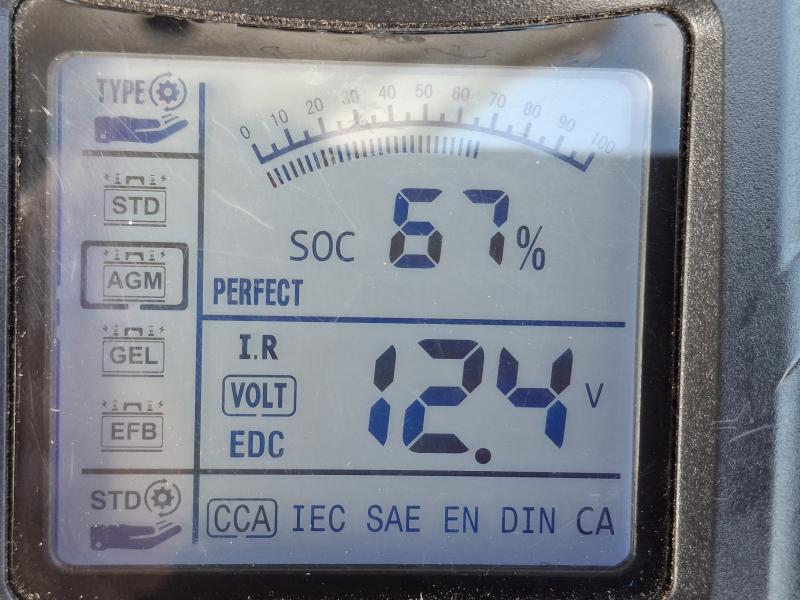 TYPE
STD
AGM
GEL
EFB
STD
0 10 20 30 40 50 60 70 80 90 100
SOC 67%
PERFECT
I.R
VOLT
EDC
12.4 V
CCA IEC SAE EN DIN CA